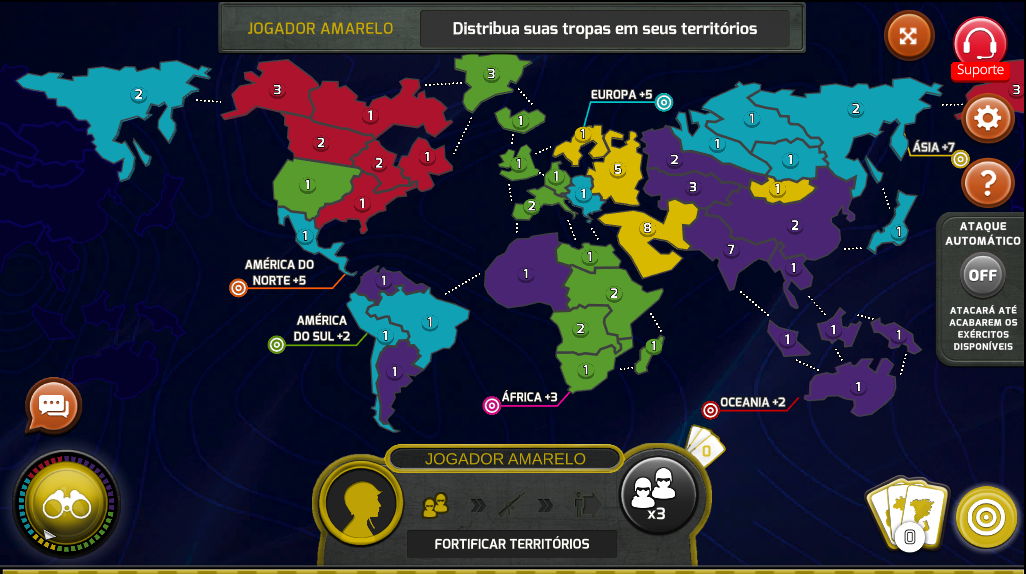 JOGADOR AMARELO
Distribua suas tropas em seus territórios
Suporte
EUROPA +5
ÁSIA +7
?
ATAQUE
AUTOMÁTICO
OFF
ATACARÁ ATÉ
ACABAREM OS
EXÉRCITOS
DISPONÍVEIS
AMÉRICA DO
NORTE +5
AMÉRICA
DO SUL +2
ÁFRICA +3
OCEANIA +2
2
3
1
2
2
1
1
1
1
3
1
1
1
2
1
1
5
2
3
1
1
2
1
1
2
3
8
7
1
1
1
1
1
1
1
1
2
2
1
1
1
1
1
1
JOGADOR AMARELO
0
x3
FORTIFICAR TERRITÓRIOS
0